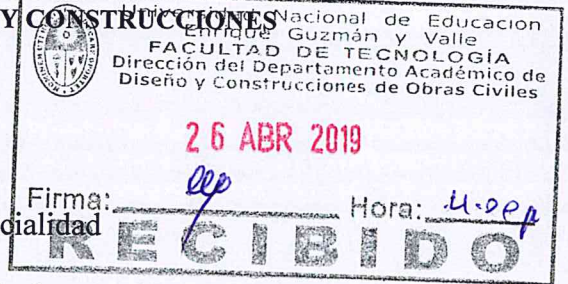 Y CONSTRUCCIONES
Universidad Nacional de Educacion
Enrique Guzmán y Valle
FACULTAD DE TECNOLOGÍA
Dirección del Departamento Académico de
Diseño y Construcciones de Obras Civiles
26 ABR 2019
Firma: Hora:
cialidad
RECIBIDO